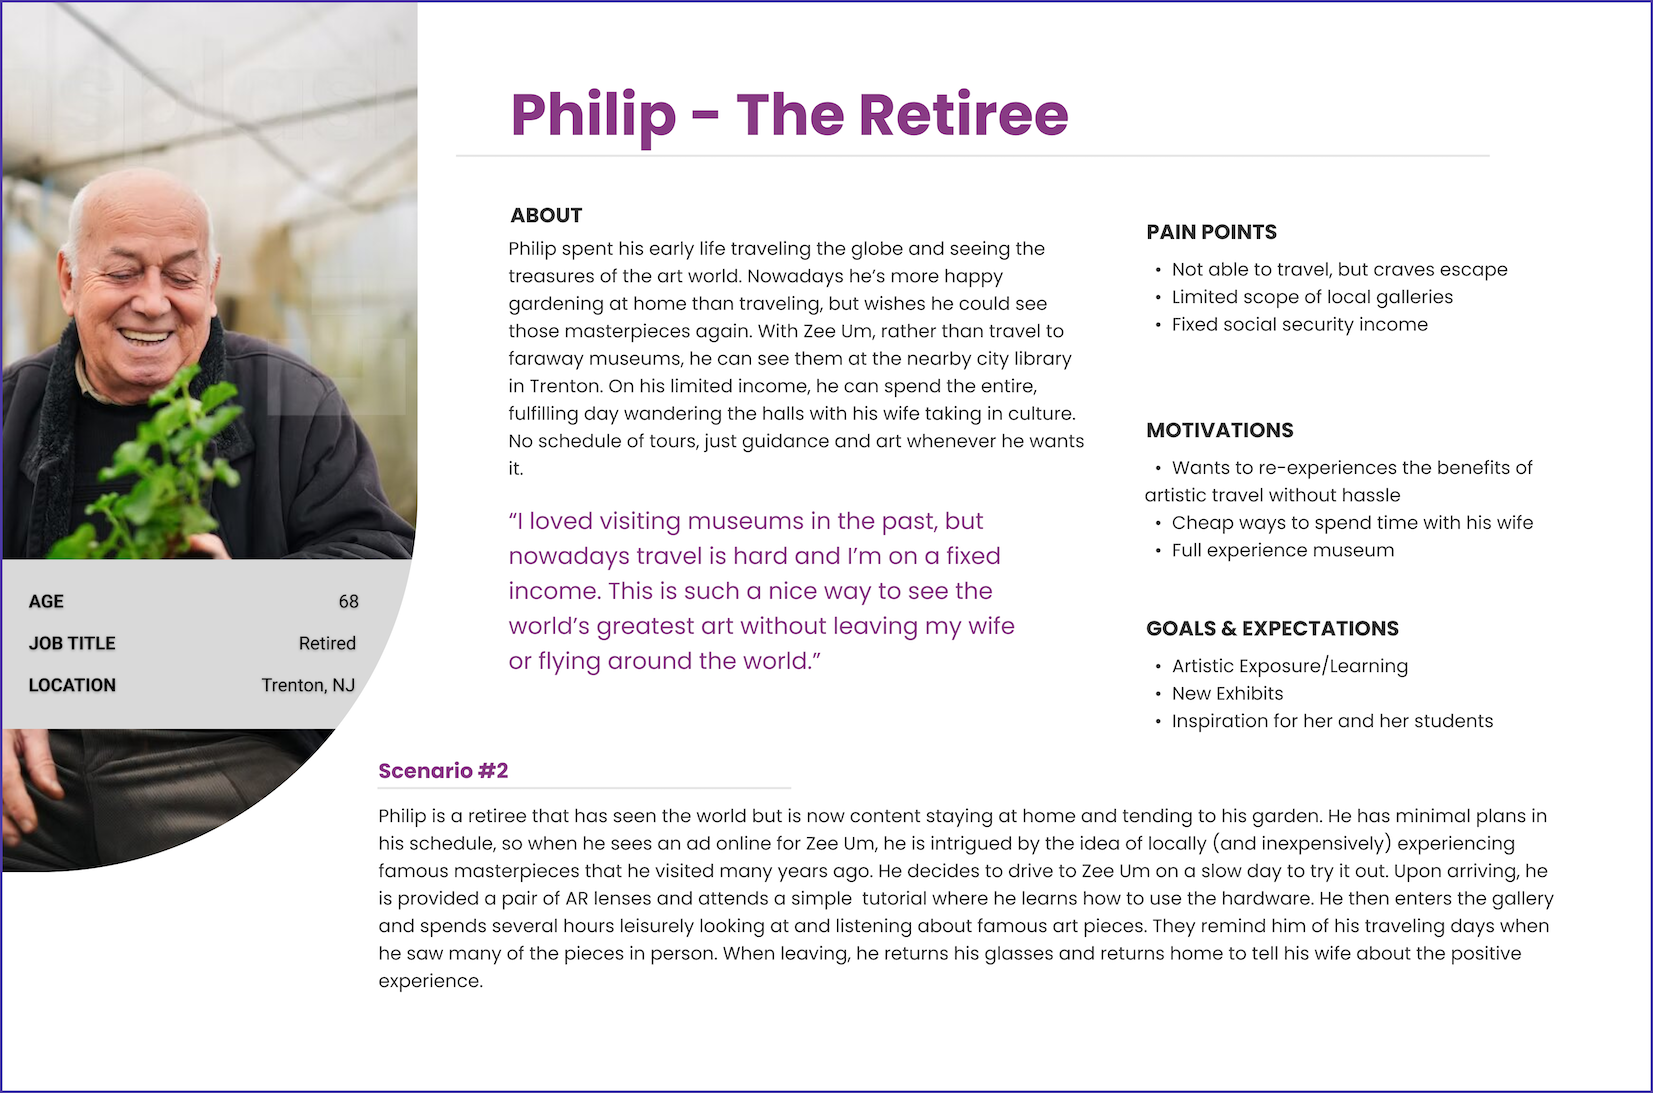 Philip - The Retiree
ABOUT
Philip spent his early life traveling the globe and seeing the
treasures of the art world. Nowadays he’s more happy
gardening at home than traveling, but wishes he could see
those masterpieces again. With Zee Um, rather than travel to
faraway museums, he can see them at the nearby city library
in Trenton. On his limited income, he can spend the entire,
fulfilling day wandering the halls with his wife taking in culture.
No schedule of tours, just guidance and art whenever he wants
it.
“I loved visiting museums in the past, but
nowadays travel is hard and I’m on a fixed
income. This is such a nice way to see the
world’s greatest art without leaving my wife
or flying around the world.”
PAIN POINTS
• Not able to travel, but craves escape
• Limited scope of local galleries
• Fixed social security income
MOTIVATIONS
• Wants to re-experiences the benefits of
artistic travel without hassle
• Cheap ways to spend time with his wife
• Full experience museum
GOALS & EXPECTATIONS
• Artistic Exposure/Learning
• New Exhibits
• Inspiration for her and her students
AGE 68
JOB TITLE Retired
LOCATION Trenton, NJ
Scenario #2
Philip is a retiree that has seen the world but is now content staying at home and tending to his garden. He has minimal plans in
his schedule, so when he sees an ad online for Zee Um, he is intrigued by the idea of locally (and inexpensively) experiencing
famous masterpieces that he visited many years ago. He decides to drive to Zee Um on a slow day to try it out. Upon arriving, he
is provided a pair of AR lenses and attends a simple  tutorial where he learns how to use the hardware. He then enters the gallery
and spends several hours leisurely looking at and listening about famous art pieces. They remind him of his traveling days when
he saw many of the pieces in person. When leaving, he returns his glasses and returns home to tell his wife about the positive
experience.